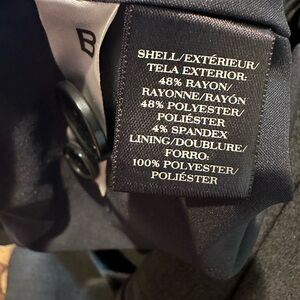 B
SHELL/EXTÉRIEUR/
TELA EXTERIOR:
48% RAYON/
RAYONNE/RAYÓN
48% POLYESTER/
POLIÉSTER
4% SPANDEX
LINING/DOUBLURE/
FORRO:
100% POLYESTER/
POLIÉSTER